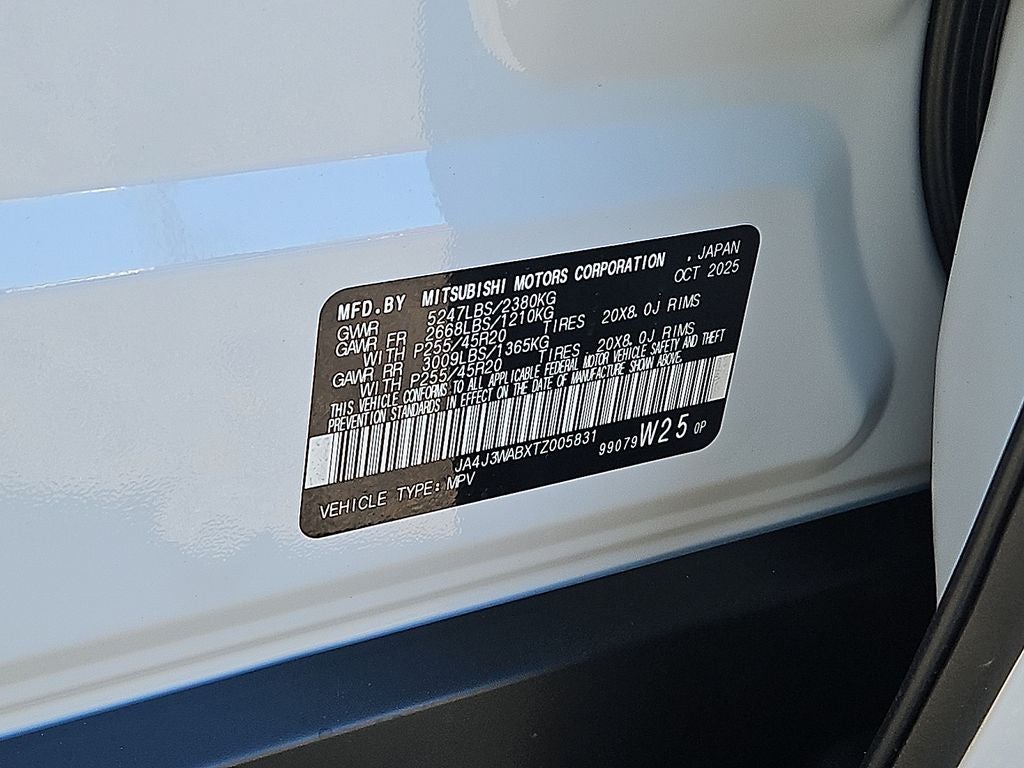 MFD.BY MITSUBISHI MOTORS CORPORATION , JAPAN
GVWR 5247LBS/2380KG OCT 2025
GAWR FR 2668LBS/1210KG
WITH P255/45R20 TIRES 20X8.0J RIMS
GAWR RR 3009LBS/1365KG
WITH P255/45R20 TIRES 20X8.0J RIMS
THIS VEHICLE CONFORMS TO ALL APPLICABLE FEDERAL MOTOR VEHICLE SAFETY AND THEFT
PREVENTION STANDARDS IN EFFECT ON THE DATE OF MANUFACTURE SHOWN ABOVE.
JA4J3WABXTZ005831 99079 W25 0P
VEHICLE TYPE: MPV